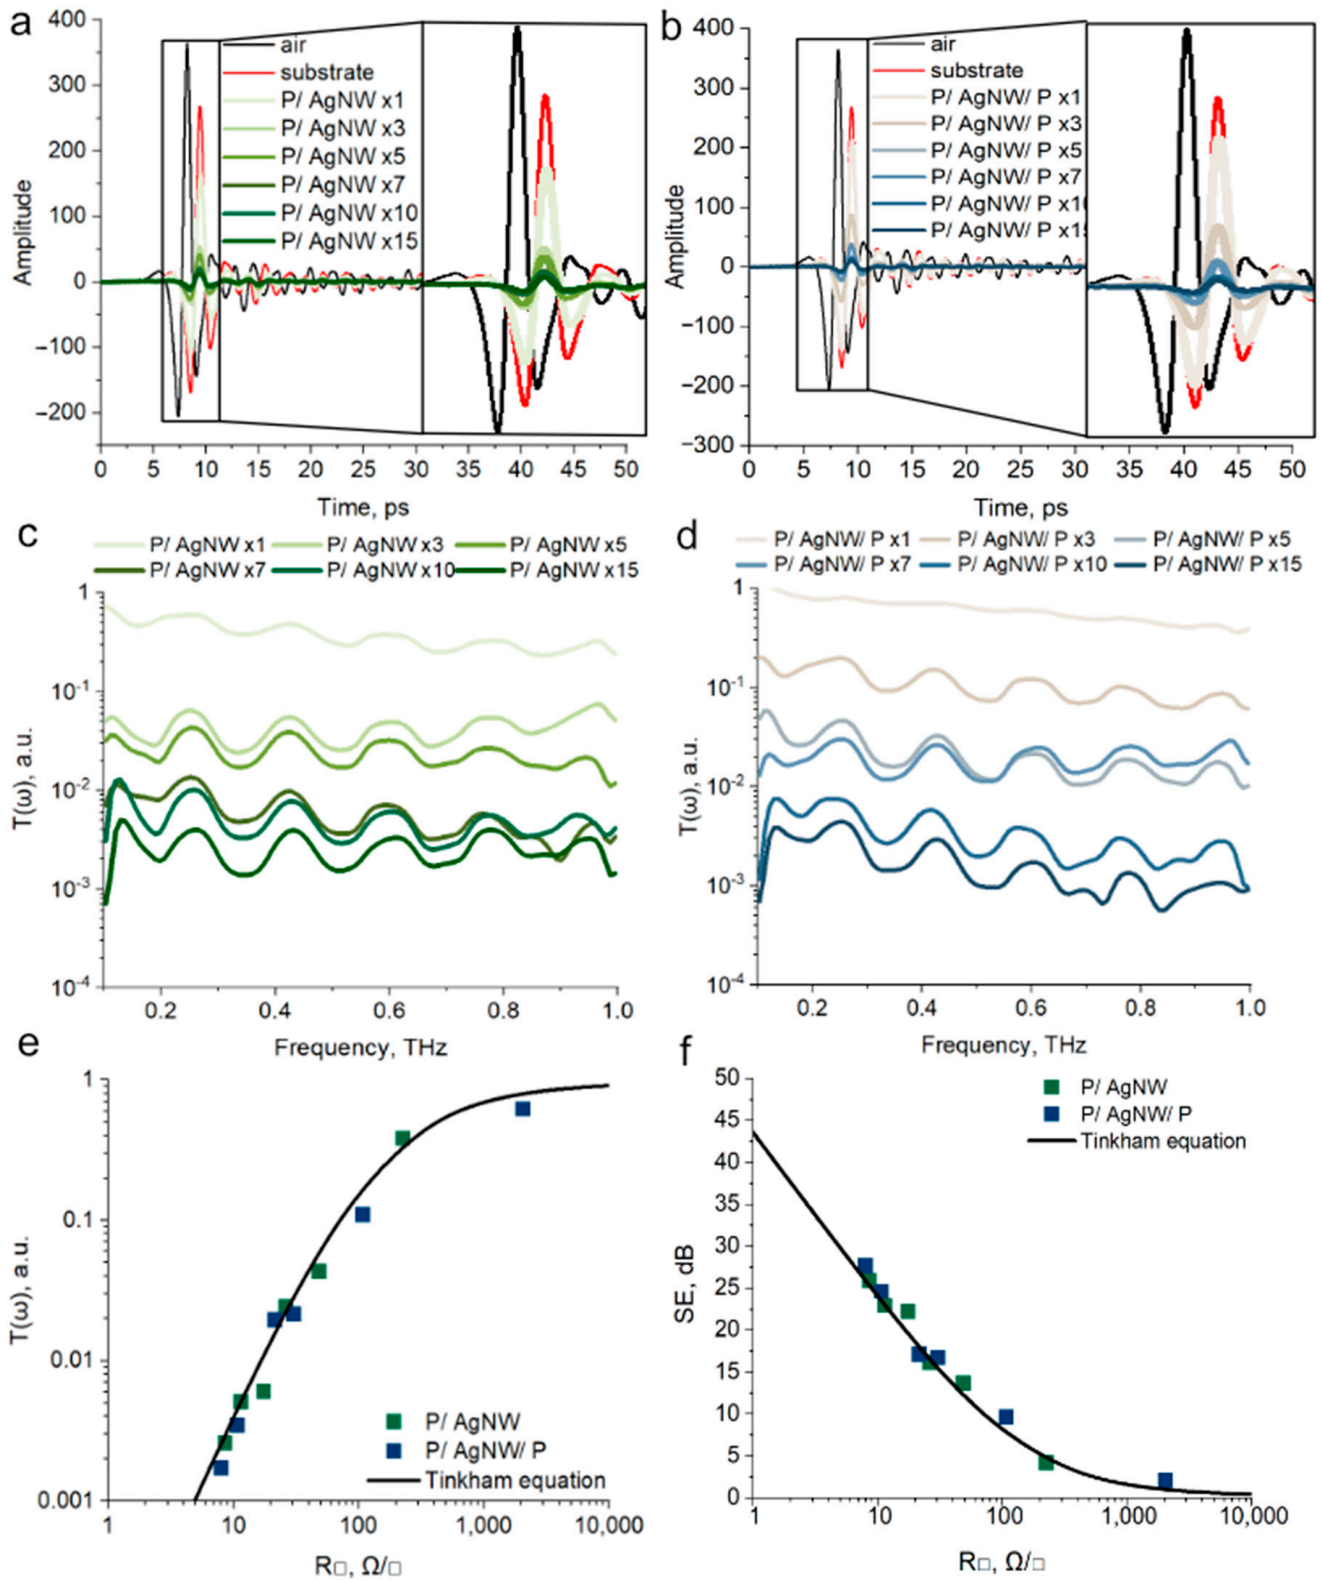 a
400
300
200
100
0
−100
−200
Amplitude
air
substrate
P/ AgNW x1
P/ AgNW x3
P/ AgNW x5
P/ AgNW x7
P/ AgNW x10
P/ AgNW x15
0 5 10 15 20 25 30 35 40 45 50
Time, ps
b
400
300
200
100
0
−100
−200
−300
Amplitude
air
substrate
P/ AgNW/ P x1
P/ AgNW/ P x3
P/ AgNW/ P x5
P/ AgNW/ P x7
P/ AgNW/ P x10
P/ AgNW/ P x15
0 5 10 15 20 25 30 35 40 45 50
Time, ps
c
P/ AgNW x1 P/ AgNW x3 P/ AgNW x5
P/ AgNW x7 P/ AgNW x10 P/ AgNW x15
1
10⁻¹
10⁻²
10⁻³
10⁻⁴
T(ω), a.u.
0.2 0.4 0.6 0.8 1.0
Frequency, THz
d
P/ AgNW/ P x1 P/ AgNW/ P x3 P/ AgNW/ P x5
P/ AgNW/ P x7 P/ AgNW/ P x10 P/ AgNW/ P x15
1
10⁻¹
10⁻²
10⁻³
10⁻⁴
T(ω), a.u.
0.2 0.4 0.6 0.8 1.0
Frequency, THz
e
1
0.1
0.01
0.001
T(ω), a.u.
P/ AgNW
P/ AgNW/ P
Tinkham equation
1 10 100 1,000 10,000
R□, Ω/□
f
50
45
40
35
30
25
20
15
10
5
0
SE, dB
P/ AgNW
P/ AgNW/ P
Tinkham equation
1 10 100 1,000 10,000
R□, Ω/□